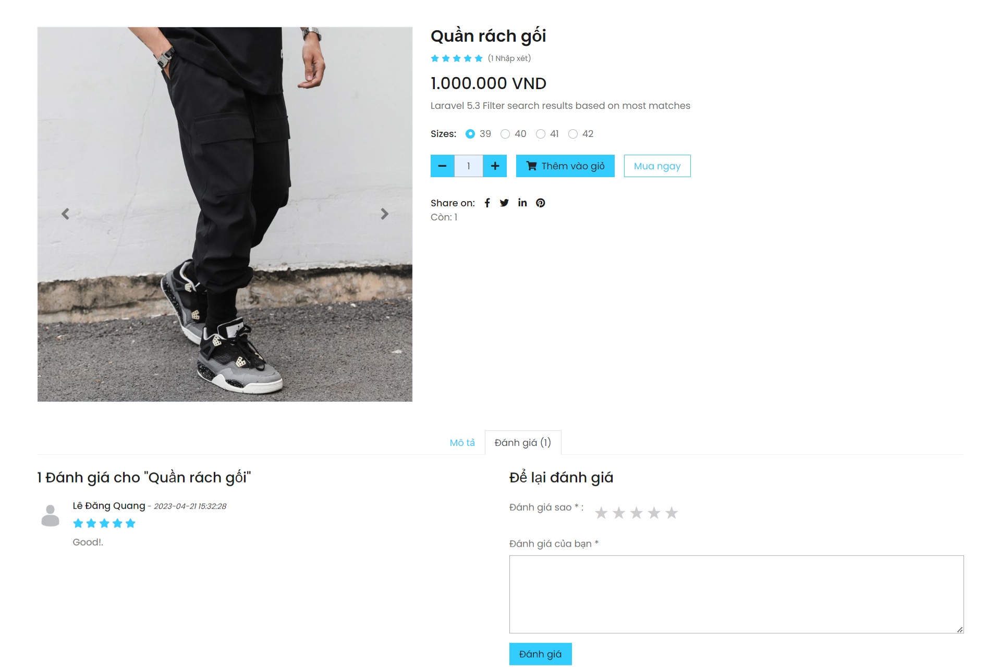 Quần rách gối
(1 Nhập xét)
1.000.000 VND
Laravel 5.3 Filter search results based on most matches
Sizes: 39 40 41 42
1 Thêm vào giỏ Mua ngay
Share on:
Còn: 1
Mô tả Đánh giá (1)
1 Đánh giá cho "Quần rách gối"
Lê Đăng Quang - 2023-04-21 15:32:28
Good!.
Để lại đánh giá
Đánh giá sao * :
Đánh giá của bạn *
Đánh giá